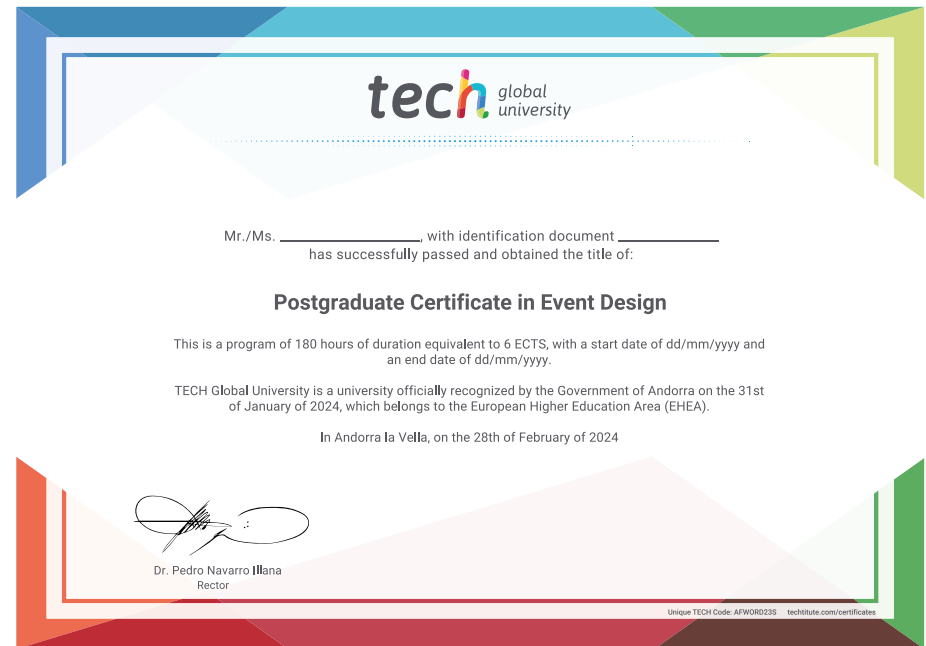 tech global
university
Mr./Ms. ____________________, with identification document ______________
has successfully passed and obtained the title of:
Postgraduate Certificate in Event Design
This is a program of 180 hours of duration equivalent to 6 ECTS, with a start date of dd/mm/yyyy and
an end date of dd/mm/yyyy.
TECH Global University is a university officially recognized by the Government of Andorra on the 31st
of January of 2024, which belongs to the European Higher Education Area (EHEA).
In Andorra la Vella, on the 28th of February of 2024
Dr. Pedro Navarro Illana
Rector
Unique TECH Code: AFWORD23S techtitute.com/certificates